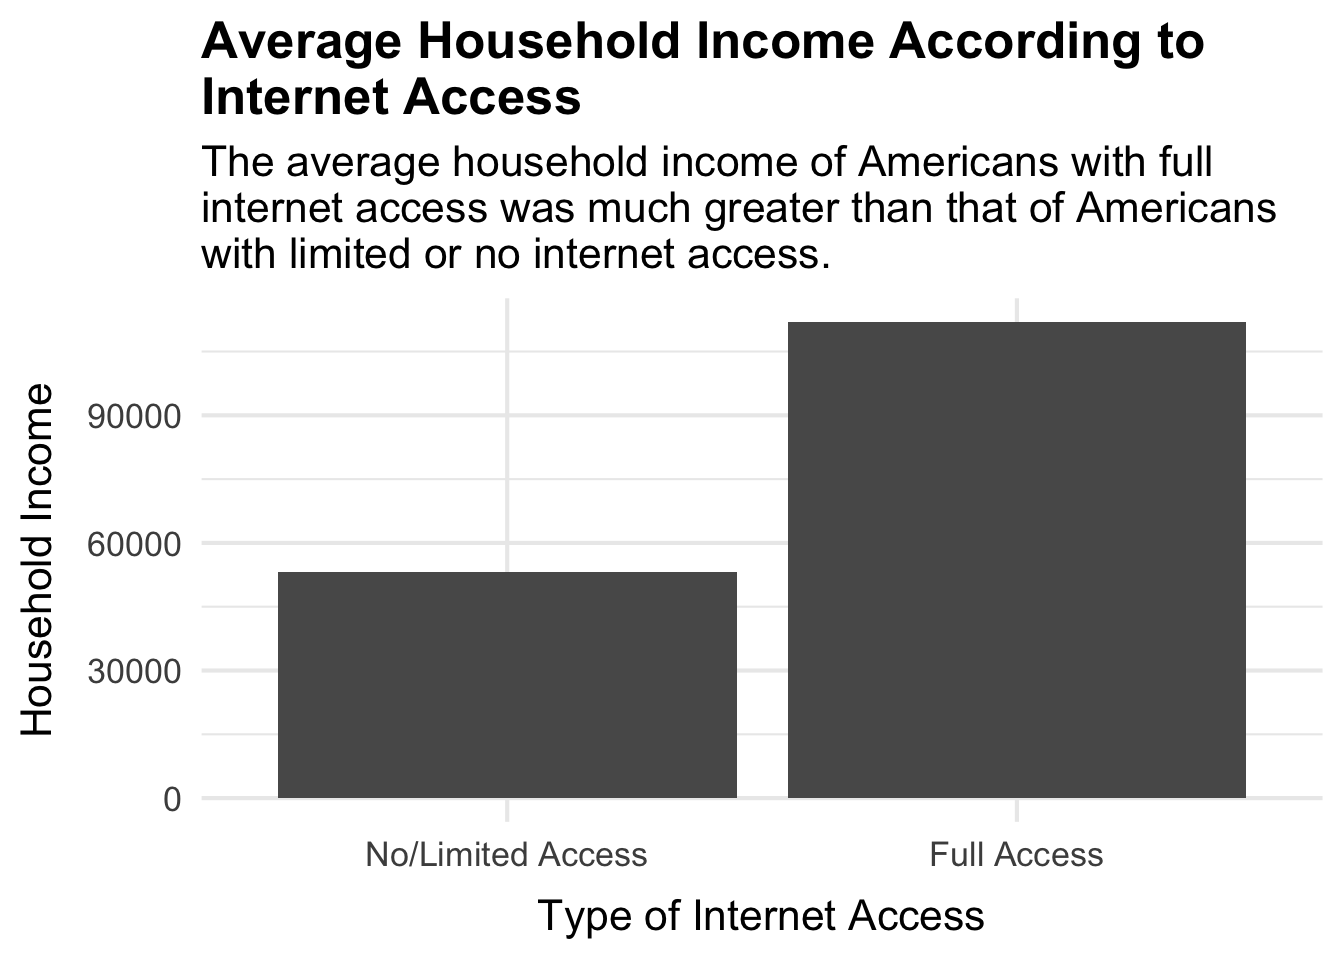 Average Household Income According to
Internet Access
The average household income of Americans with full
internet access was much greater than that of Americans
with limited or no internet access.
Household Income
90000
60000
30000
0
No/Limited Access
Full Access
Type of Internet Access